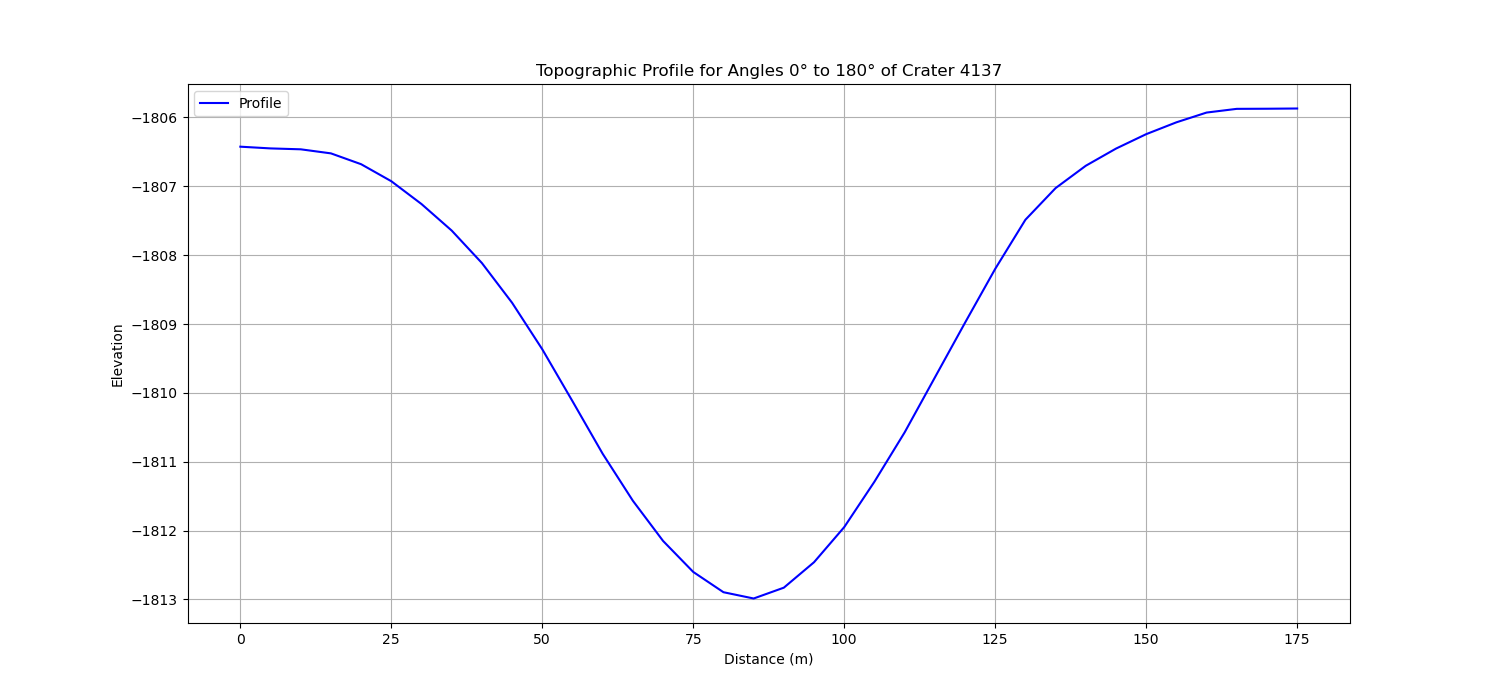 Topographic Profile for Angles 0° to 180° of Crater 4137
Profile
−1806
−1807
−1808
−1809
−1810
−1811
−1812
−1813
Elevation
0 25 50 75 100 125 150 175
Distance (m)